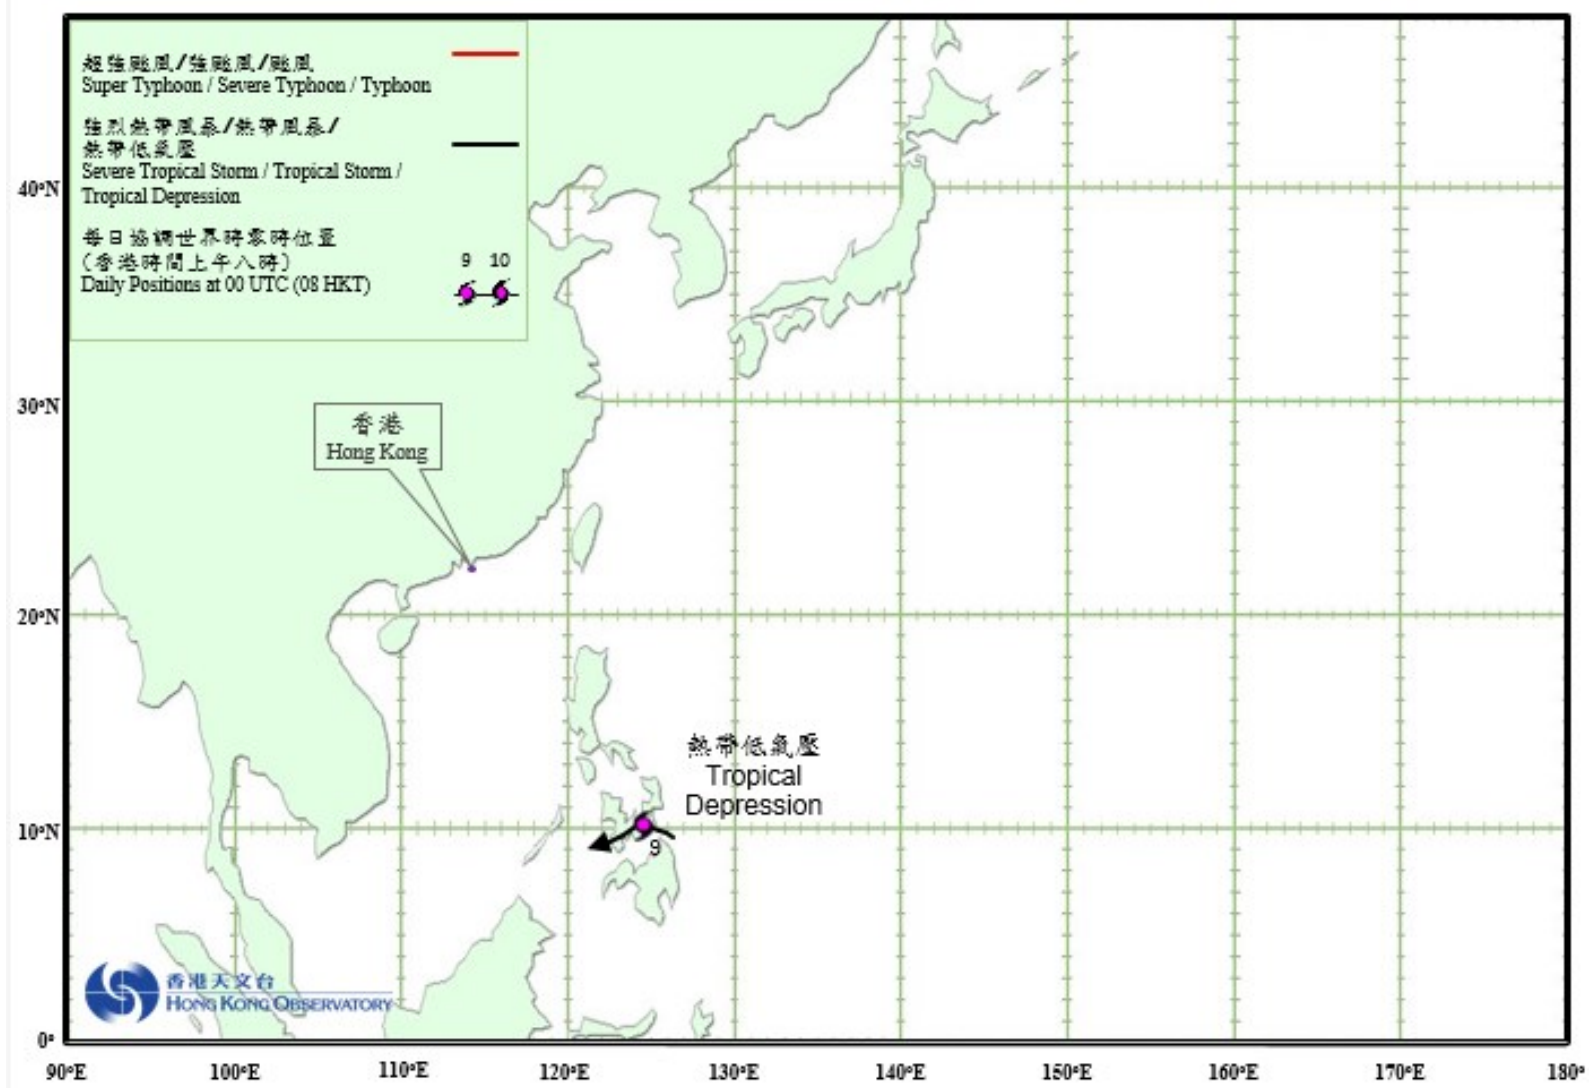 超強颱風/強颱風/颱風
Super Typhoon / Severe Typhoon / Typhoon
強烈熱帶風暴/熱帶風暴/
熱帶低氣壓
Severe Tropical Storm / Tropical Storm /
Tropical Depression
每日協調世界時零時位置
(香港時間上午八時)
Daily Positions at 00 UTC (08 HKT)
9 10
40°N
30°N
香港
Hong Kong
20°N
熱帶低氣壓
Tropical
Depression
10°N
9
香港天文台
HONG KONG OBSERVATORY
0°
90°E 100°E 110°E 120°E 130°E 140°E 150°E 160°E 170°E 180°